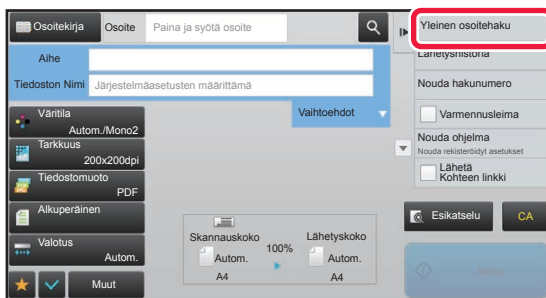 Osoitekirja
Osoite
Paina ja syötä osoite
Aihe
Tiedoston Nimi
Järjestelmäasetusten määrittämä
Vaihtoehdot
Väritila
Autom./Mono2
Tarkkuus
200x200dpi
Tiedostomuoto
PDF
Alkuperäinen
Valotus
Autom.
Muut
Skannauskoko
Autom.
A4
100%
Lähetyskoko
Autom.
A4
Yleinen osoitehaku
Lähetyshistoria
Nouda hakunumero
Varmennusleima
Nouda ohjelma
Nouda rekisteröidyt asetukset
Lähetä
Kohteen linkki
Esikatselu
CA
Aloita